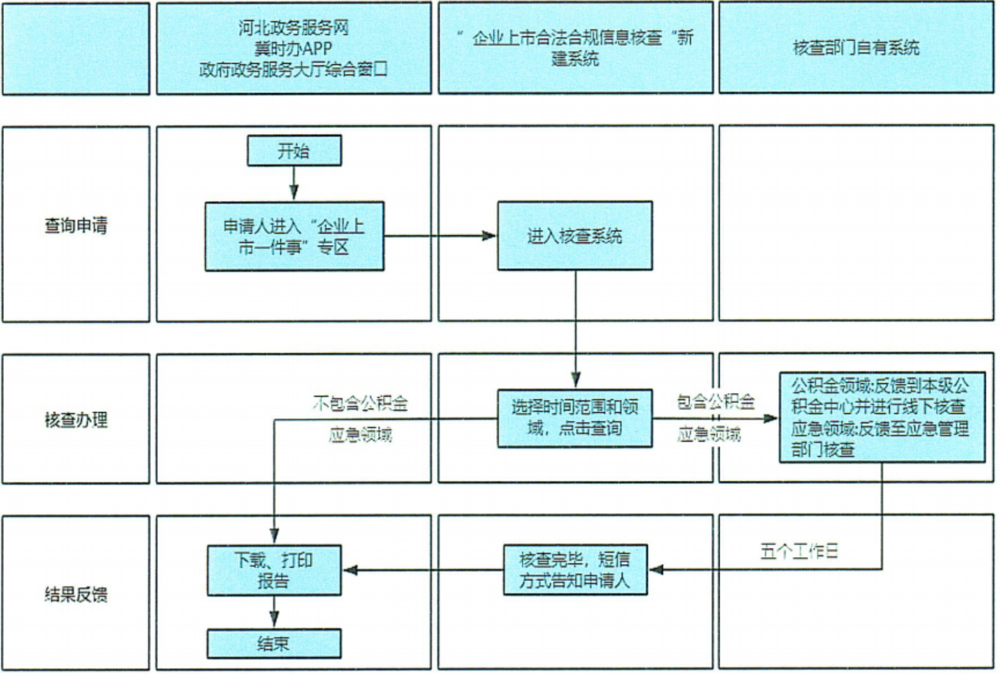 河北政务服务网
冀时办APP
政府政务服务大厅综合窗口
“企业上市合法合规信息核查“新
建系统
核查部门自有系统
查询申请
开始
申请人进入“企业上
市一件事”专区
进入核查系统
核查办理
不包含公积金
应急领域
选择时间范围和领
域，点击查询
包含公积金
应急领域
公积金领域:反馈到本级公
积金中心并进行线下核查
应急领域:反馈至应急管理
部门核查
结果反馈
下载、打印
报告
核查完毕，短信
方式告知申请人
五个工作日
结束